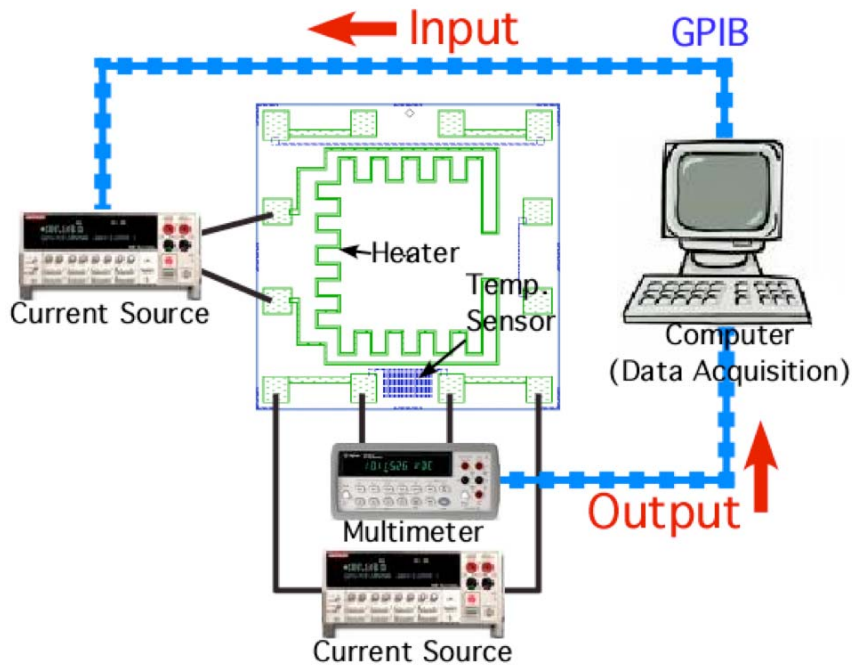 Input
GPIB
Heater
Temp.
Sensor
Current Source
Computer
(Data Acquisition)
Multimeter
Output
Current Source